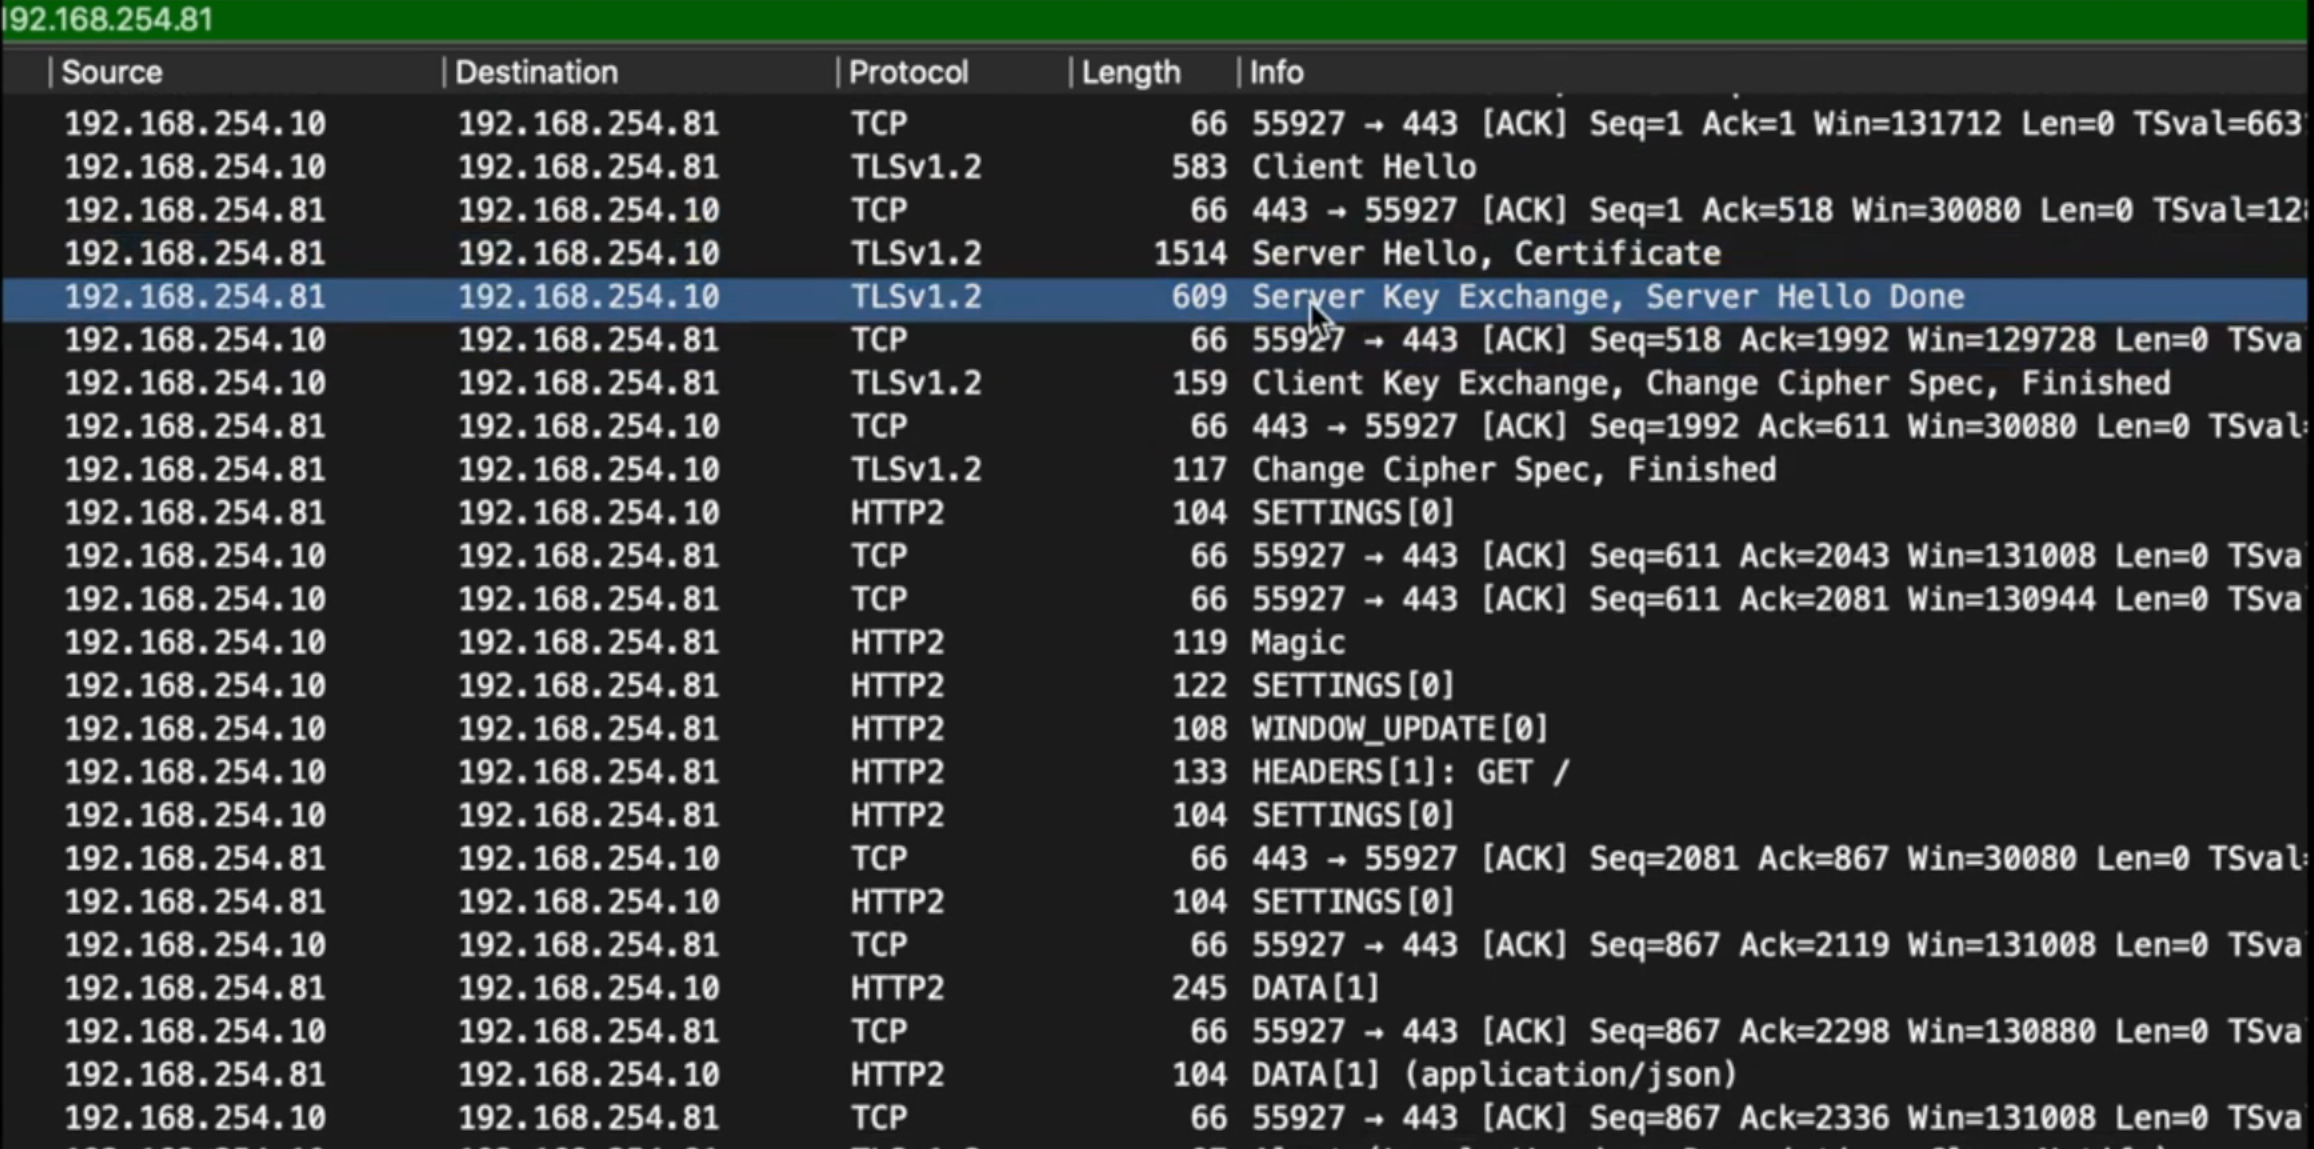 192.168.254.81
Source Destination Protocol Length Info
192.168.254.10 192.168.254.81 TCP 66 55927 → 443 [ACK] Seq=1 Ack=1 Win=131712 Len=0 TSval=663
192.168.254.10 192.168.254.81 TLSv1.2 583 Client Hello
192.168.254.81 192.168.254.10 TCP 66 443 → 55927 [ACK] Seq=1 Ack=518 Win=30080 Len=0 TSval=12
192.168.254.81 192.168.254.10 TLSv1.2 1514 Server Hello, Certificate
192.168.254.81 192.168.254.10 TLSv1.2 609 Server Key Exchange, Server Hello Done
192.168.254.10 192.168.254.81 TCP 66 55927 → 443 [ACK] Seq=518 Ack=1992 Win=129728 Len=0 TSva
192.168.254.10 192.168.254.81 TLSv1.2 159 Client Key Exchange, Change Cipher Spec, Finished
192.168.254.81 192.168.254.10 TCP 66 443 → 55927 [ACK] Seq=1992 Ack=611 Win=30080 Len=0 TSval=
192.168.254.81 192.168.254.10 TLSv1.2 117 Change Cipher Spec, Finished
192.168.254.81 192.168.254.10 HTTP2 104 SETTINGS[0]
192.168.254.10 192.168.254.81 TCP 66 55927 → 443 [ACK] Seq=611 Ack=2043 Win=131008 Len=0 TSva
192.168.254.10 192.168.254.81 TCP 66 55927 → 443 [ACK] Seq=611 Ack=2081 Win=130944 Len=0 TSva
192.168.254.10 192.168.254.81 HTTP2 119 Magic
192.168.254.10 192.168.254.81 HTTP2 122 SETTINGS[0]
192.168.254.10 192.168.254.81 HTTP2 108 WINDOW_UPDATE[0]
192.168.254.10 192.168.254.81 HTTP2 133 HEADERS[1]: GET /
192.168.254.10 192.168.254.81 HTTP2 104 SETTINGS[0]
192.168.254.81 192.168.254.10 TCP 66 443 → 55927 [ACK] Seq=2081 Ack=867 Win=30080 Len=0 TSval=
192.168.254.81 192.168.254.10 HTTP2 104 SETTINGS[0]
192.168.254.10 192.168.254.81 TCP 66 55927 → 443 [ACK] Seq=867 Ack=2119 Win=131008 Len=0 TSva
192.168.254.81 192.168.254.10 HTTP2 245 DATA[1]
192.168.254.10 192.168.254.81 TCP 66 55927 → 443 [ACK] Seq=867 Ack=2298 Win=130880 Len=0 TSva
192.168.254.81 192.168.254.10 HTTP2 104 DATA[1] (application/json)
192.168.254.10 192.168.254.81 TCP 66 55927 → 443 [ACK] Seq=867 Ack=2336 Win=131008 Len=0 TSva